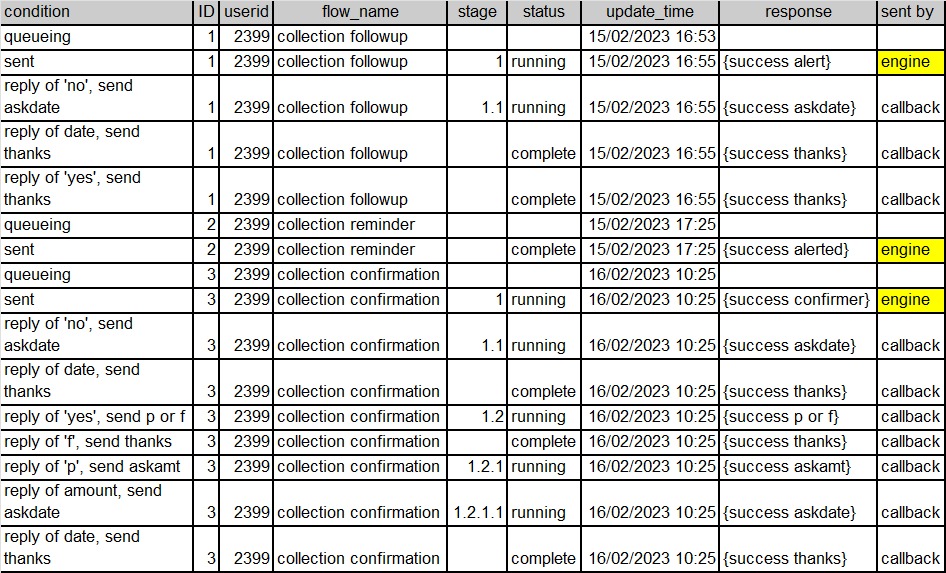 condition ID userid flow_name stage status update_time response sent by
queueing 1 2399 collection followup 15/02/2023 16:53
sent 1 2399 collection followup 1 running 15/02/2023 16:55 {success alert} engine
reply of 'no', send
askdate 1 2399 collection followup 1.1 running 15/02/2023 16:55 {success askdate} callback
reply of date, send
thanks 1 2399 collection followup complete 15/02/2023 16:55 {success thanks} callback
reply of 'yes', send
thanks 1 2399 collection followup complete 15/02/2023 16:55 {success thanks} callback
queueing 2 2399 collection reminder 15/02/2023 17:25
sent 2 2399 collection reminder complete 15/02/2023 17:25 {success alerted} engine
queueing 3 2399 collection confirmation 16/02/2023 10:25
sent 3 2399 collection confirmation 1 running 16/02/2023 10:25 {success confirmer} engine
reply of 'no', send
askdate 3 2399 collection confirmation 1.1 running 16/02/2023 10:25 {success askdate} callback
reply of date, send
thanks 3 2399 collection confirmation complete 16/02/2023 10:25 {success thanks} callback
reply of 'yes', send p or f 3 2399 collection confirmation 1.2 running 16/02/2023 10:25 {success p or f} callback
reply of 'f', send thanks 3 2399 collection confirmation complete 16/02/2023 10:25 {success thanks} callback
reply of 'p', send askamt 3 2399 collection confirmation 1.2.1 running 16/02/2023 10:25 {success askamt} callback
reply of amount, send
askdate 3 2399 collection confirmation 1.2.1.1 running 16/02/2023 10:25 {success askdate} callback
reply of date, send
thanks 3 2399 collection confirmation complete 16/02/2023 10:25 {success thanks} callback